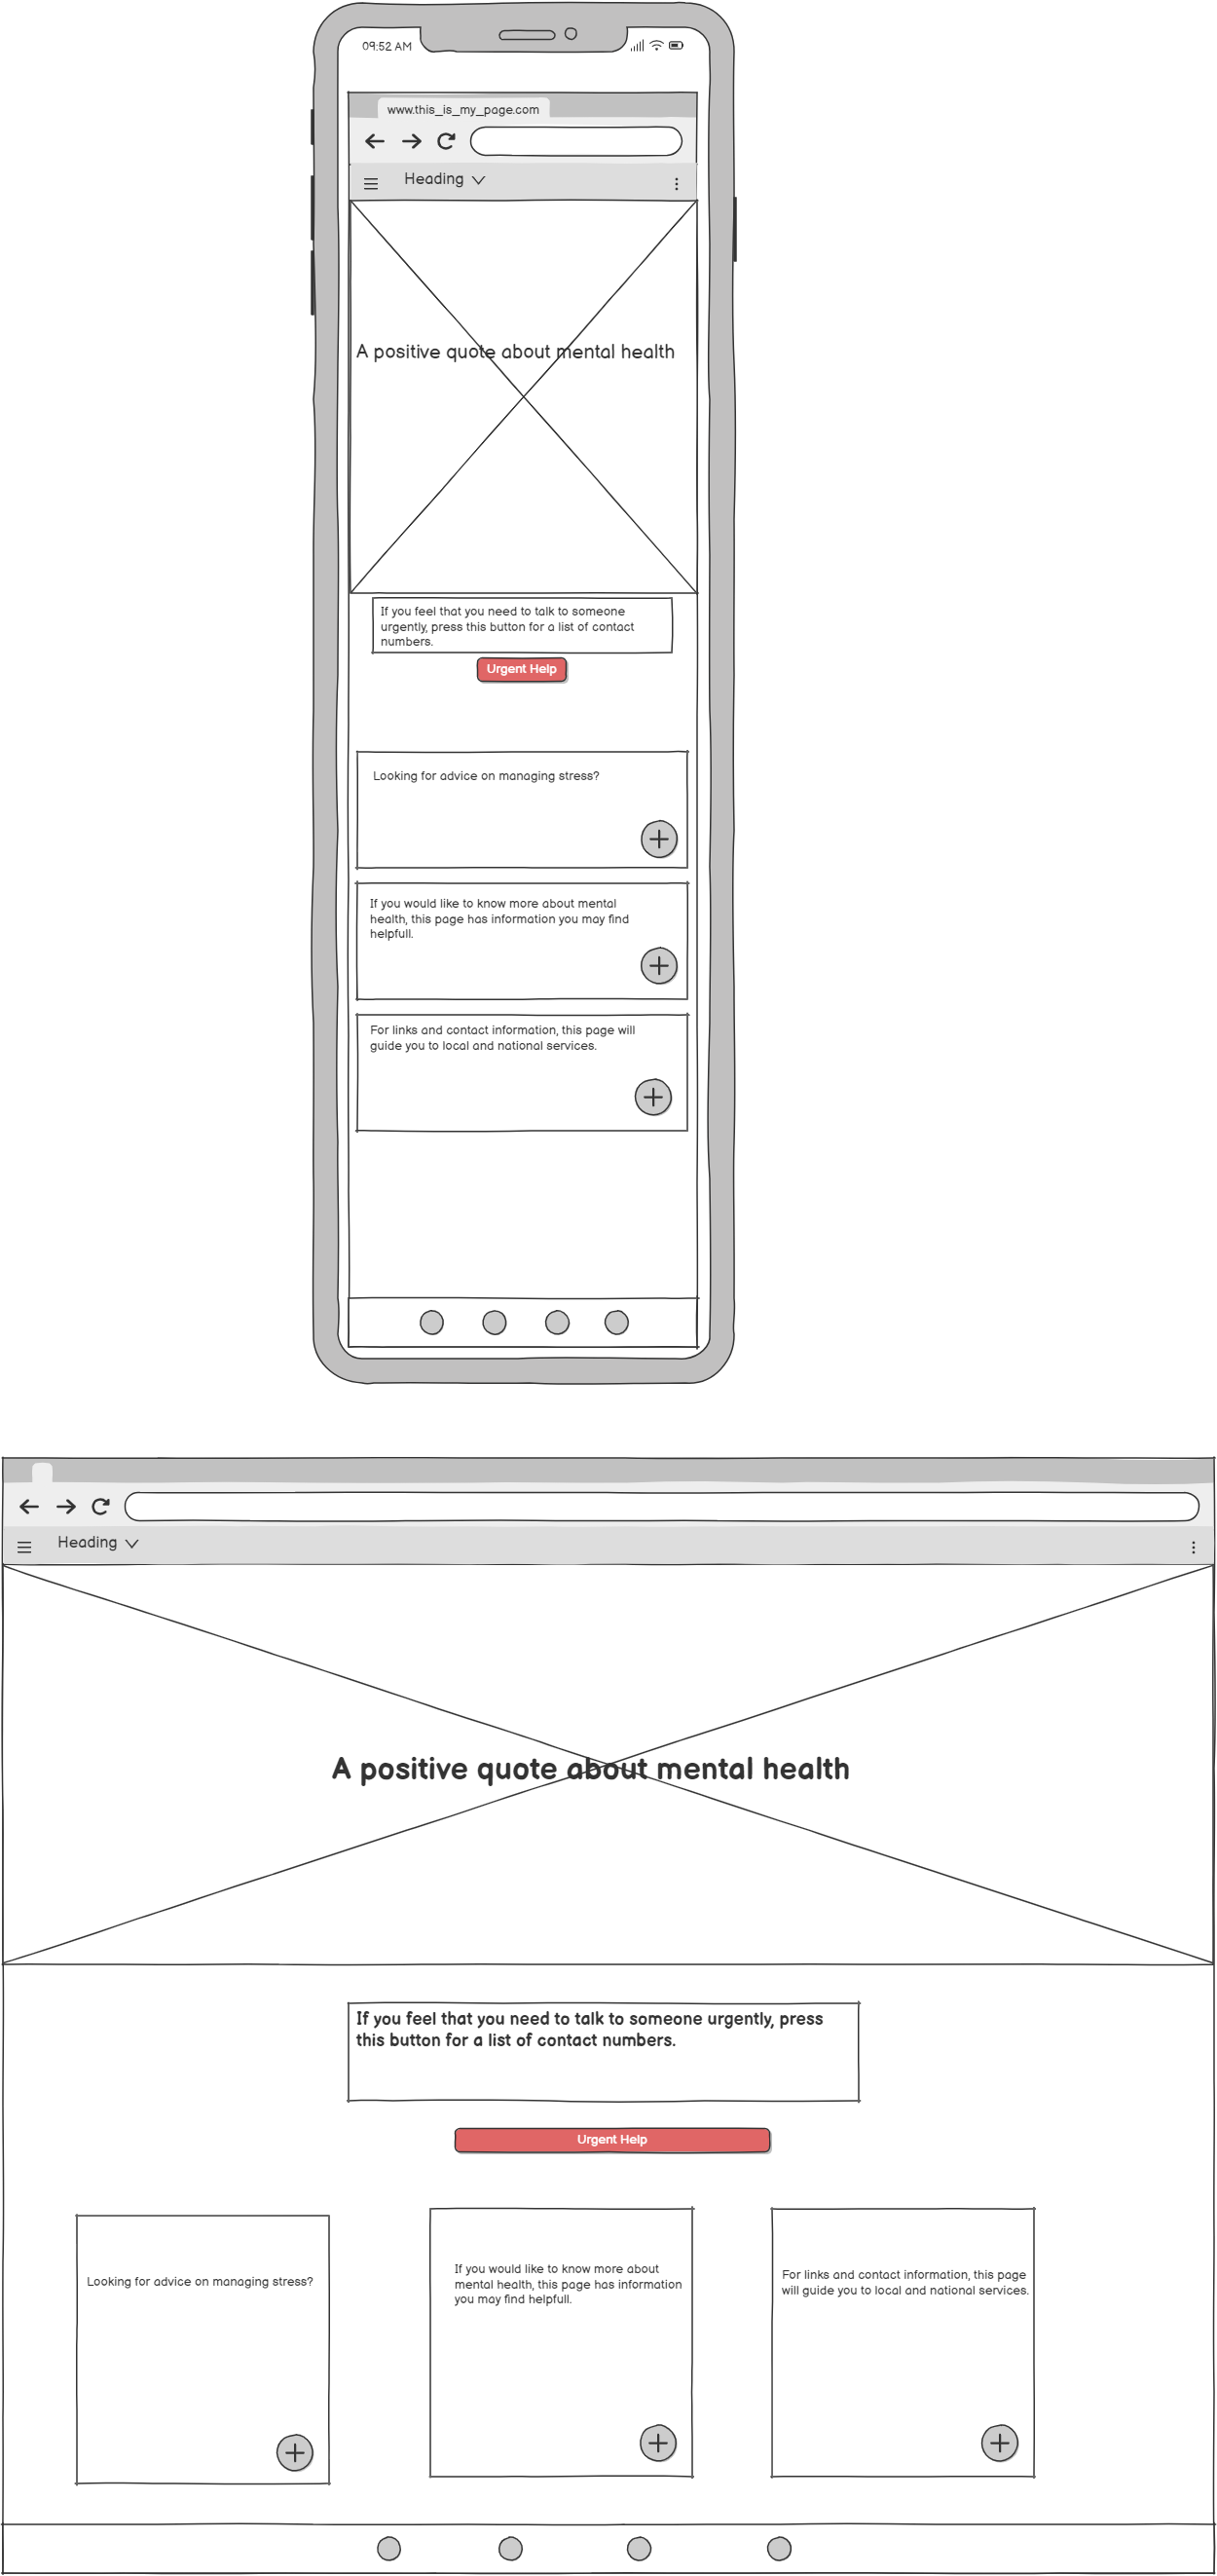 09:52 AM
www.this_is_my_page.com
Heading
A positive quote about mental health
If you feel that you need to talk to someone
urgently, press this button for a list of contact
numbers.
Urgent Help
Looking for advice on managing stress?
If you would like to know more about mental
health, this page has information you may find
helpfull.
For links and contact information, this page will
guide you to local and national services.
Heading
A positive quote about mental health
If you feel that you need to talk to someone urgently, press
this button for a list of contact numbers.
Urgent Help
Looking for advice on managing stress?
If you would like to know more about
mental health, this page has information
you may find helpfull.
For links and contact information, this page
will guide you to local and national services.